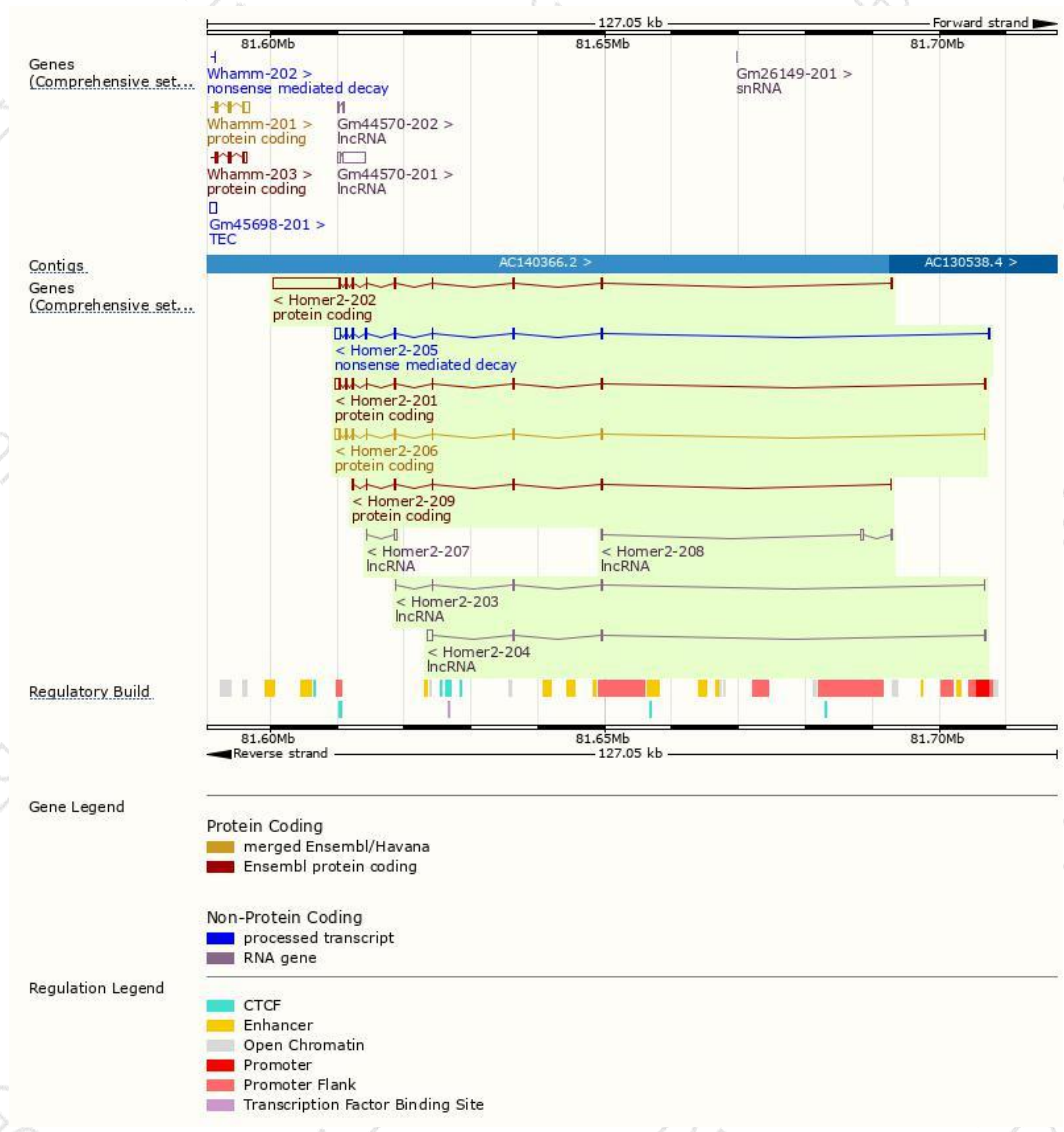 127.05 kb Forward strand
81.60Mb 81.65Mb 81.70Mb
Genes
(Comprehensive set...
Whamm-202 > Gm26149-201 >
nonsense mediated decay snRNA
Whamm-201 > Gm44570-202 >
protein coding lncRNA
Whamm-203 > Gm44570-201 >
protein coding lncRNA
Gm45698-201 >
TEC
Contigs AC140366.2 > AC130538.4 >
Genes
(Comprehensive set...
< Homer2-202
protein coding
< Homer2-205
nonsense mediated decay
< Homer2-201
protein coding
< Homer2-206
protein coding
< Homer2-209
protein coding
< Homer2-207 < Homer2-208
lncRNA lncRNA
< Homer2-203
lncRNA
< Homer2-204
lncRNA
Regulatory Build
81.60Mb 81.65Mb 81.70Mb
Reverse strand 127.05 kb
Gene Legend
Protein Coding
merged Ensembl/Havana
Ensembl protein coding
Non-Protein Coding
processed transcript
RNA gene
Regulation Legend
CTCF
Enhancer
Open Chromatin
Promoter
Promoter Flank
Transcription Factor Binding Site